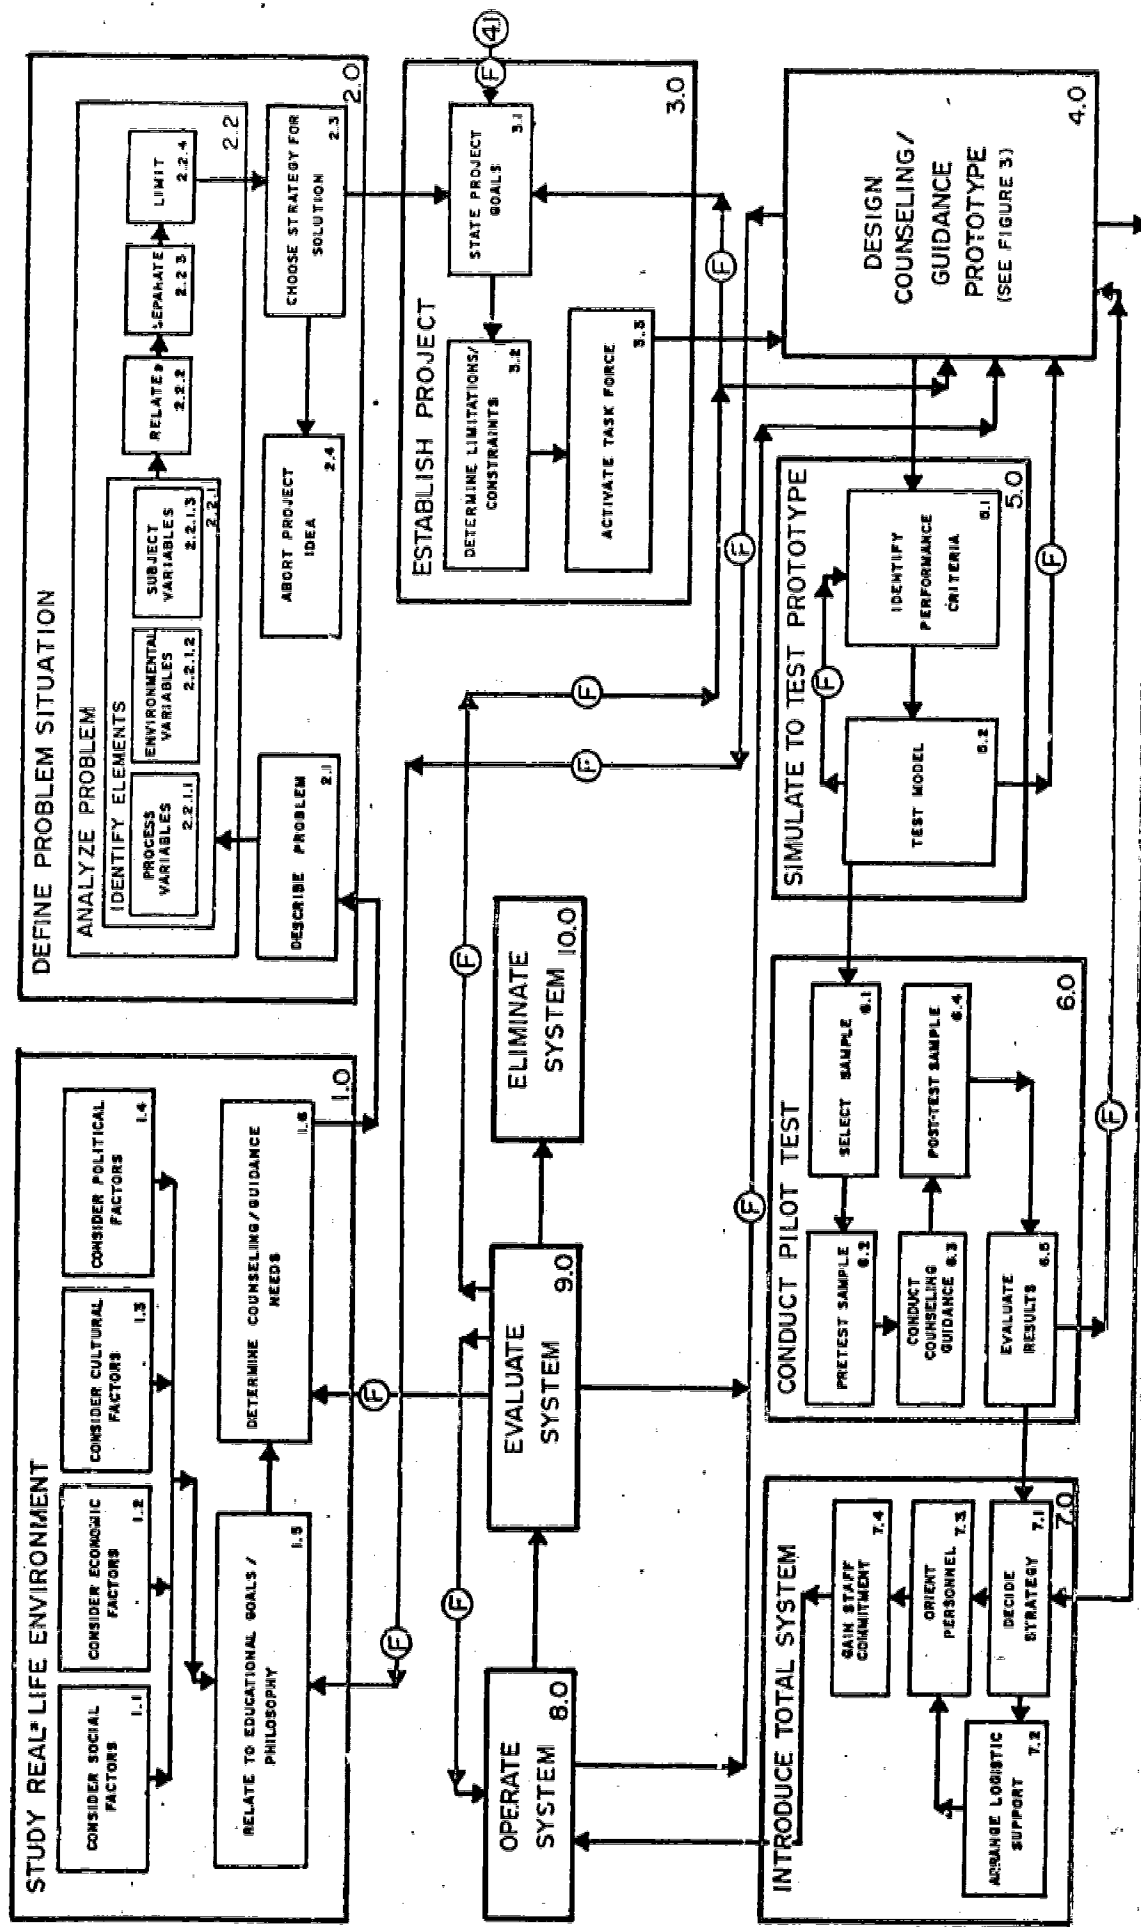 STUDY REAL-LIFE ENVIRONMENT
CONSIDER SOCIAL
FACTORS
1.1
CONSIDER ECONOMIC
FACTORS
1.2
CONSIDER CULTURAL
FACTORS
1.3
CONSIDER POLITICAL
FACTORS
1.4
RELATE TO EDUCATIONAL GOALS /
PHILOSOPHY
1.5
DETERMINE COUNSELING/GUIDANCE
NEEDS
1.6
1.0
DEFINE PROBLEM SITUATION
ANALYZE PROBLEM
IDENTIFY ELEMENTS
PROCESS
VARIABLES
2.2.1.1
ENVIRONMENTAL
VARIABLES
2.2.1.2
SUBJECT
VARIABLES
2.2.1.3
2.2.1
RELATE
2.2.2
SEPARATE
2.2.3
LIMIT
2.2.4
2.2
DESCRIBE PROBLEM
2.1
ABORT PROJECT
IDEA
2.4
CHOOSE STRATEGY FOR
SOLUTION
2.3
2.0
ESTABLISH PROJECT
STATE PROJECT
GOALS
3.1
DETERMINE LIMITATIONS/
CONSTRAINTS
3.2
ACTIVATE TASK FORCE
3.3
3.0
F
4.1
OPERATE
SYSTEM
8.0
EVALUATE
SYSTEM
9.0
ELIMINATE
SYSTEM
10.0
F
F
F
F
F
F
F
F
F
INTRODUCE TOTAL SYSTEM
GAIN STAFF
COMMITMENT
7.4
ORIENT
PERSONNEL
7.3
DECIDE
STRATEGY
7.1
ARRANGE LOGISTIC
SUPPORT
7.2
7.0
CONDUCT PILOT TEST
SELECT SAMPLE
6.1
PRETEST SAMPLE
6.2
CONDUCT
COUNSELING
GUIDANCE
6.3
POST-TEST SAMPLE
6.4
EVALUATE
RESULTS
6.5
6.0
F
SIMULATE TO TEST PROTOTYPE
F
IDENTIFY
PERFORMANCE
CRITERIA
5.1
TEST MODEL
5.2
5.0
F
DESIGN
COUNSELING/
GUIDANCE
PROTOTYPE
(SEE FIGURE 3)
4.0